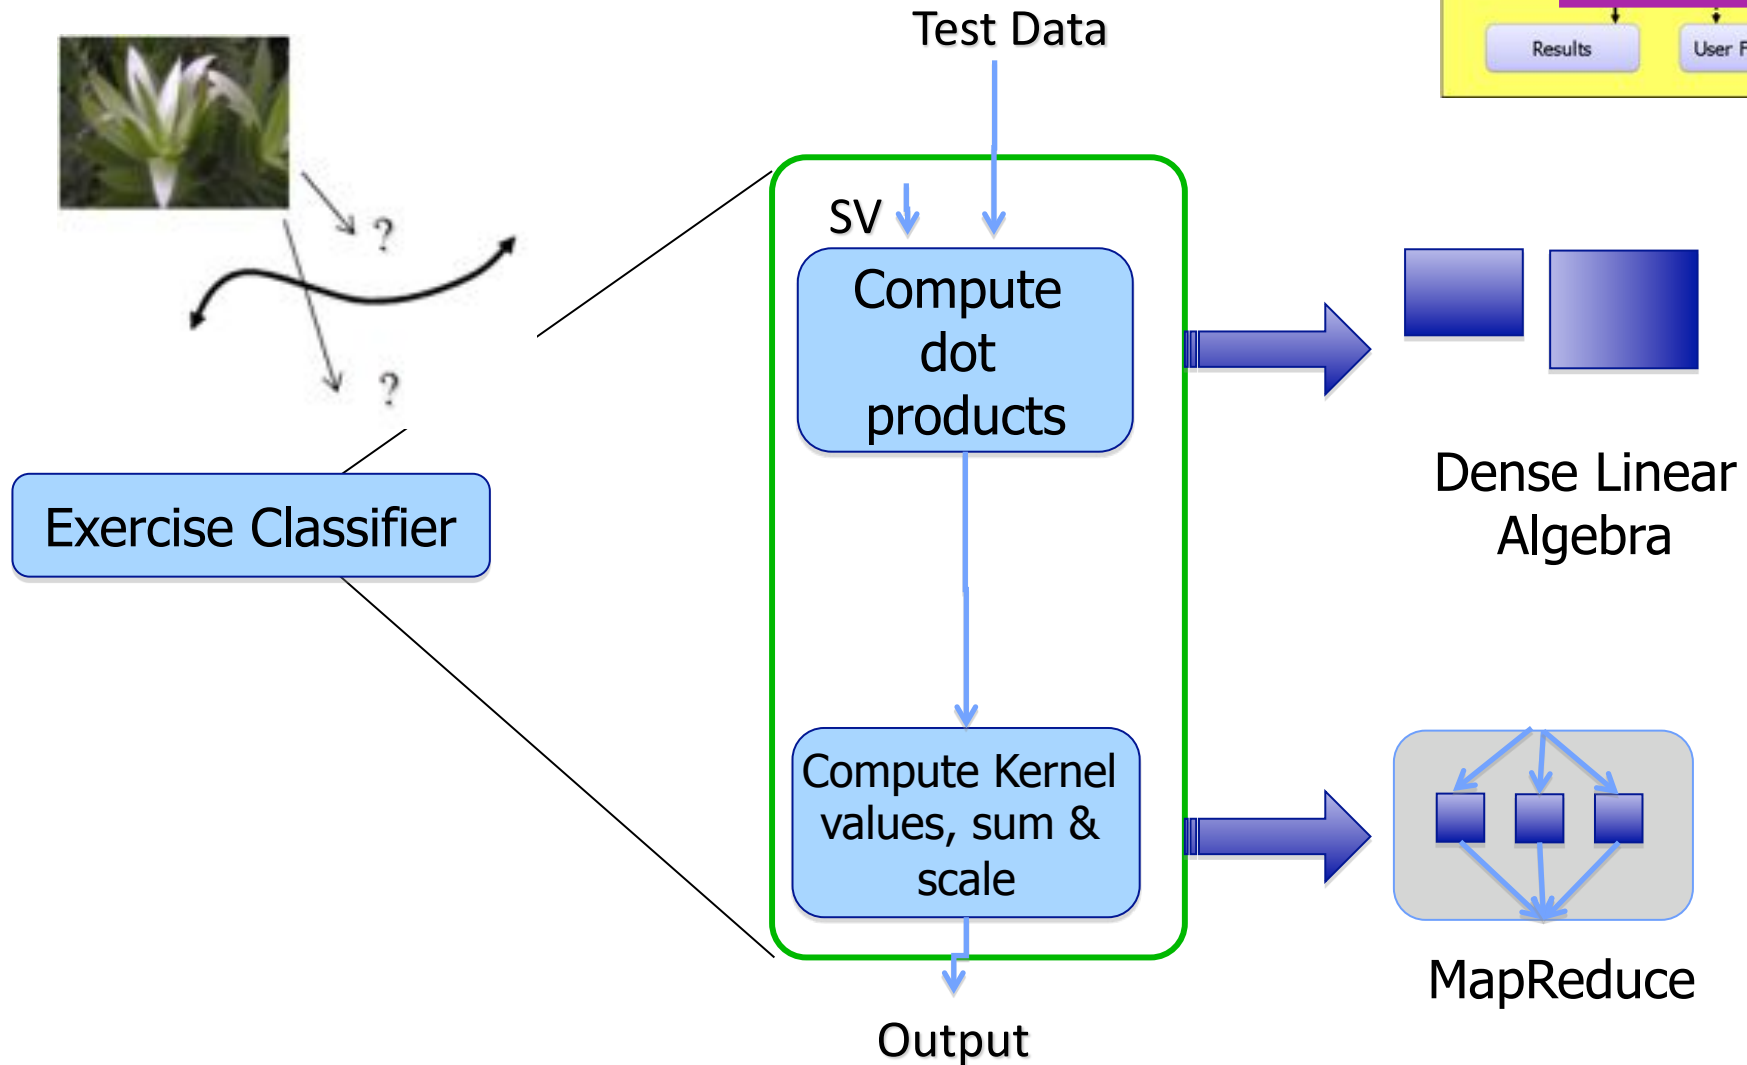 Test Data
Results
User F
?
?
SV
Compute
dot
products
Dense Linear
Algebra
Exercise Classifier
Compute Kernel
values, sum &
scale
MapReduce
Output